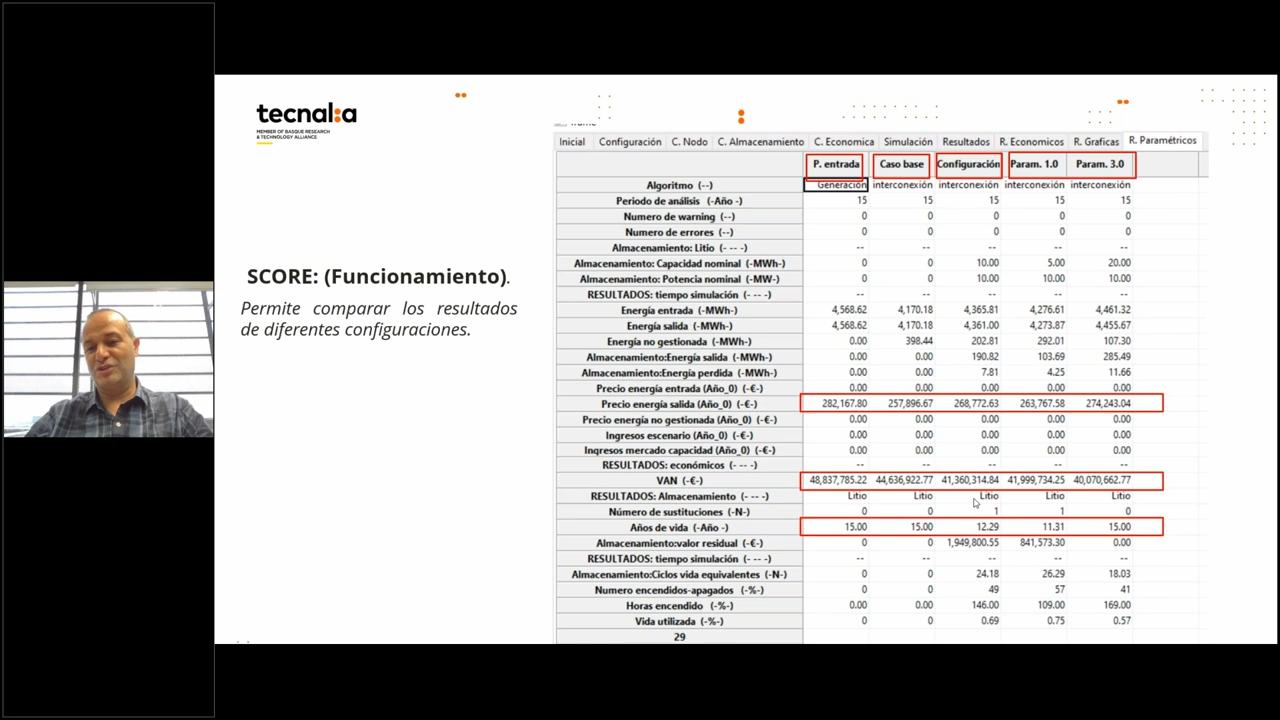 tecnal:a
MEMBER OF BASQUE RESEARCH
& TECHNOLOGY ALLIANCE
SCORE: (Funcionamiento).
Permite comparar los resultados
de diferentes configuraciones.
Inicial Configuración C. Nodo C. Almacenamiento C. Economica Simulación Resultados R. Economicos R. Graficas R. Paramétricos
P. entrada Caso base Configuración Param. 1.0 Param. 3.0
Algoritmo (--) Generación interconexión interconexión interconexión interconexión
Periodo de análisis (-Año -) 15 15 15 15 15
Numero de warning (--) 0 0 0 0 0
Numero de errores (--) 0 0 0 0 0
Almacenamiento: Litio (- -- -) -- -- -- -- --
Almacenamiento: Capacidad nominal (-MWh-) 0 0 10.00 5.00 20.00
Almacenamiento: Potencia nominal (-MW-) 0 0 10.00 10.00 10.00
RESULTADOS: tiempo simulación (- -- -) -- -- -- -- --
Energía entrada (-MWh-) 4,568.62 4,170.18 4,365.81 4,276.61 4,461.32
Energía salida (-MWh-) 4,568.62 4,170.18 4,361.00 4,273.87 4,455.67
Energía no gestionada (-MWh-) 0.00 398.44 202.81 292.01 107.30
Almacenamiento:Energía salida (-MWh-) 0.00 0.00 190.82 103.69 285.49
Almacenamiento:Energía perdida (-MWh-) 0.00 0.00 7.81 4.25 11.66
Precio energía entrada (Año_0) (-€-) 0.00 0.00 0.00 0.00 0.00
Precio energía salida (Año_0) (-€-) 282,167.80 257,896.67 268,772.63 263,767.58 274,243.04
Precio energía no gestionada (Año_0) (-€-) 0.00 0.00 0.00 0.00 0.00
Ingresos escenario (Año_0) (-€-) 0.00 0.00 0.00 0.00 0.00
Ingresos mercado capacidad (Año_0) (-€-) 0.00 0.00 0.00 0.00 0.00
RESULTADOS: económicos (- -- -) -- -- -- -- --
VAN (-€-) 48,837,785.22 44,636,922.77 41,360,314.84 41,999,734.25 40,070,662.77
RESULTADOS: Almacenamiento (- -- -) Litio Litio Litio Litio Litio
Número de sustituciones (-N-) 0 0 1 1 0
Años de vida (-Año -) 15.00 15.00 12.29 11.31 15.00
Almacenamiento:valor residual (-€-) 0 0 1,949,800.55 841,573.30 0.00
RESULTADOS: tiempo simulación (- -- -) -- -- -- -- --
Almacenamiento:Ciclos vida equivalentes (-N-) 0 0 24.18 26.29 18.03
Numero encendidos-apagados (-%-) 0 0 49 57 41
Horas encendido (-%-) 0.00 0.00 146.00 109.00 169.00
Vida utilizada (-%-) 0 0 0.69 0.75 0.57
29